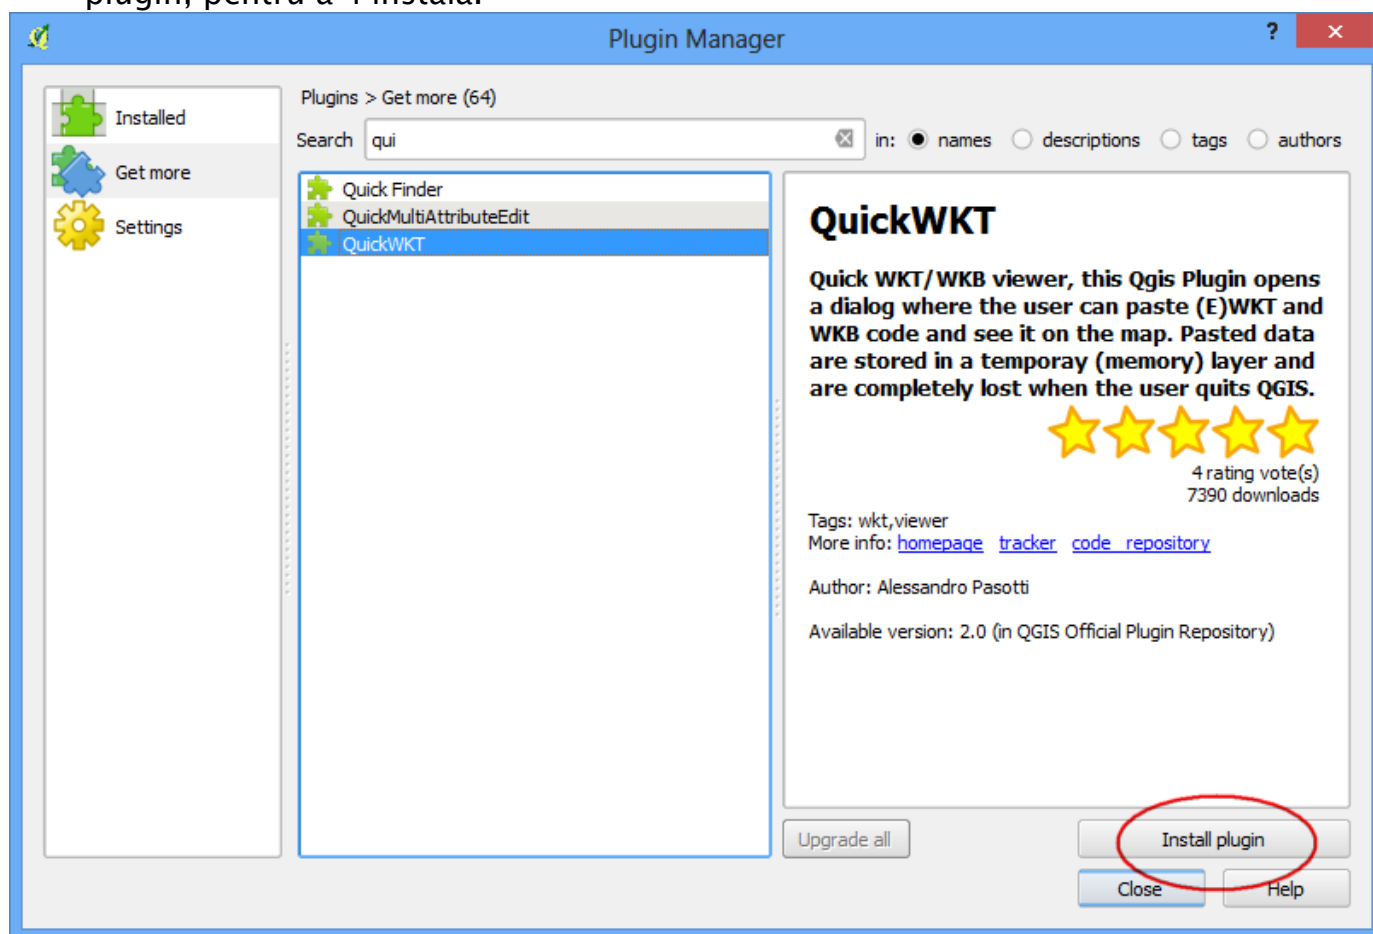 plugin, pentru a-l instala.
Plugin Manager
?
Installed
Get more
Settings
Plugins > Get more (64)
Search qui in: names descriptions tags authors
Quick Finder
QuickMultiAttributeEdit
QuickWKT
QuickWKT
Quick WKT/WKB viewer, this Qgis Plugin opens
a dialog where the user can paste (E)WKT and
WKB code and see it on the map. Pasted data
are stored in a temporay (memory) layer and
are completely lost when the user quits QGIS.
4 rating vote(s)
7390 downloads
Tags: wkt,viewer
More info: homepage tracker code_repository
Author: Alessandro Pasotti
Available version: 2.0 (in QGIS Official Plugin Repository)
Upgrade all
Install plugin
Close
Help